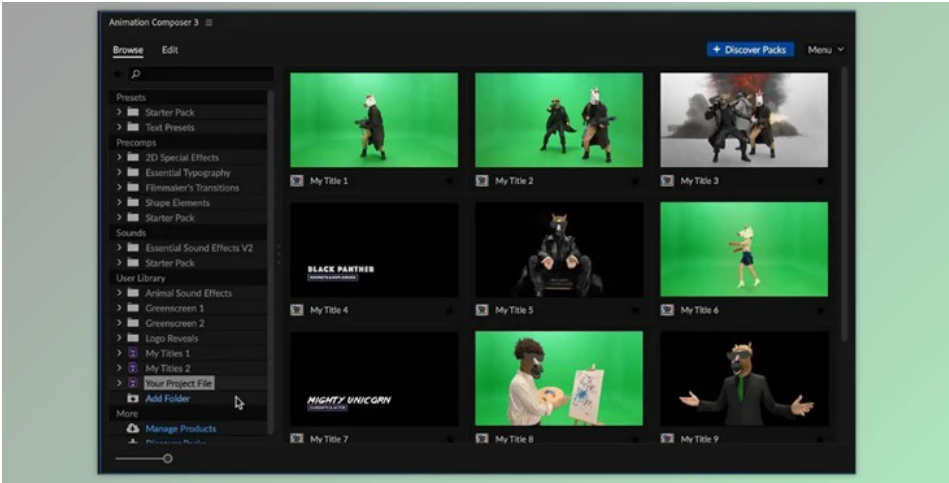 Animation Composer 3
Browse Edit + Discover Packs Menu
Presets
Starter Pack
Text Presets
Precomps
2D Special Effects
Essential Typography
Filmmaker's Transitions
Shape Elements
Starter Pack
Sounds
Essential Sound Effects V2
Starter Pack
User Library
Animal Sound Effects
Greenscreen 1
Greenscreen 2
Logo Reveals
My Titles 1
My Titles 2
Your Project File
Add Folder
More
Manage Products
Discover Packs
My Title 1 My Title 2 My Title 3
BLACK PANTHER
My Title 4 My Title 5 My Title 6
MIGHTY UNICORN
My Title 7 My Title 8 My Title 9